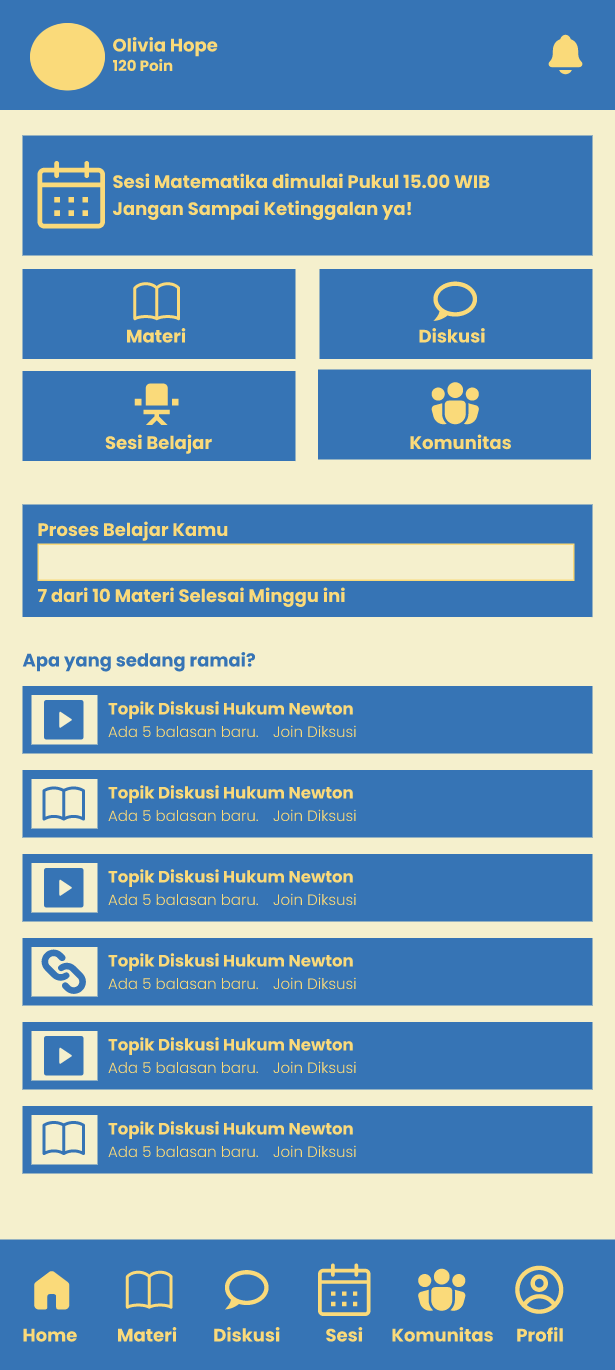 Olivia Hope
120 Poin
Sesi Matematika dimulai Pukul 15.00 WIB
Jangan Sampai Ketinggalan ya!
Materi
Diskusi
Sesi Belajar
Komunitas
Proses Belajar Kamu
7 dari 10 Materi Selesai Minggu ini
Apa yang sedang ramai?
Topik Diskusi Hukum Newton
Ada 5 balasan baru. Join Diksusi
Topik Diskusi Hukum Newton
Ada 5 balasan baru. Join Diksusi
Topik Diskusi Hukum Newton
Ada 5 balasan baru. Join Diksusi
Topik Diskusi Hukum Newton
Ada 5 balasan baru. Join Diksusi
Topik Diskusi Hukum Newton
Ada 5 balasan baru. Join Diksusi
Topik Diskusi Hukum Newton
Ada 5 balasan baru. Join Diksusi
Home Materi Diskusi Sesi Komunitas Profil